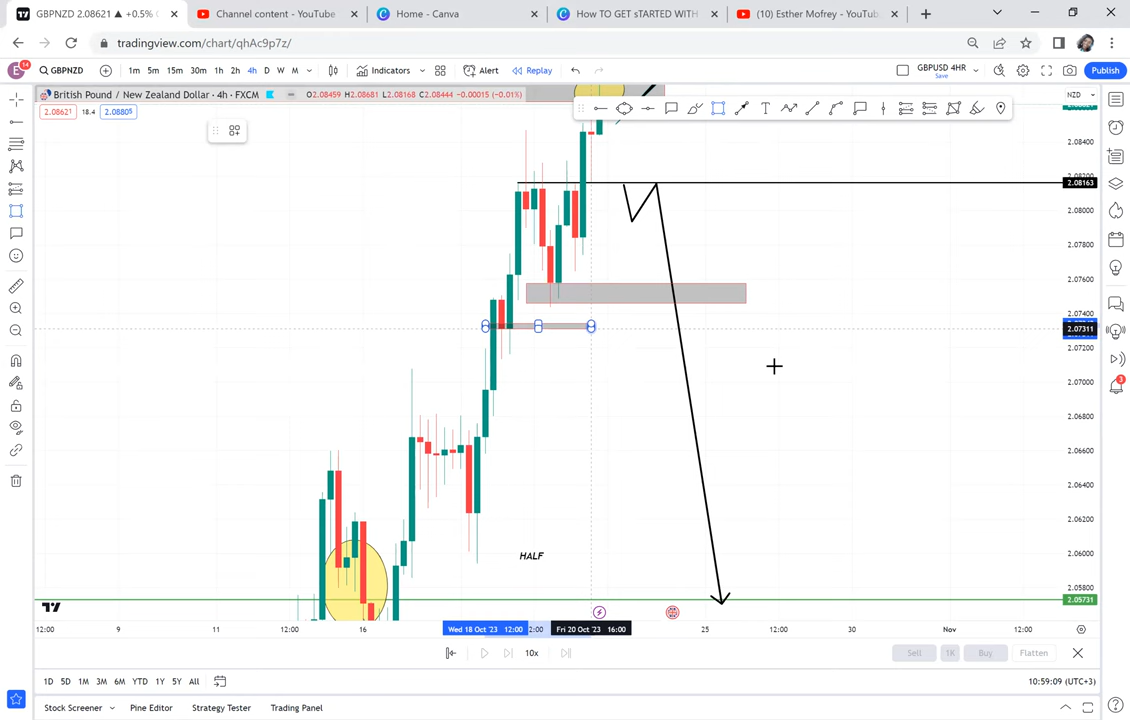 GBPNZD 2.08621 ▲ +0.5%
Channel content - YouTube
Home - Canva
How TO GET sTARTED WITH
(10) Esther Mofrey - YouTub
tradingview.com/chart/qhAc9p7z/
E 14 GBPNZD 1m 5m 15m 30m 1h 2h 4h D W M Indicators Alert Replay GBPUSD 4HR Save Publish
British Pound / New Zealand Dollar · 4h · FXCM O2.08459 H2.08681 L2.08168 C2.08444 -0.00015 (-0.01%) NZD
2.08621 18.4 2.08805
2.08400
2.08163
2.08000
2.07800
2.07600
2.07400
2.07311
2.07200
2.07000
2.06800
2.06600
2.06400
2.06200
2.06000
2.05800
2.05731
3
HALF
12:00 9 11 12:00 16 Wed 18 Oct '23 12:00 2:00 Fri 20 Oct '23 16:00 25 12:00 30 Nov 12:00
10x Sell 1K Buy Flatten
1D 5D 1M 3M 6M YTD 1Y 5Y All 10:59:09 (UTC+3)
Stock Screener Pine Editor Strategy Tester Trading Panel